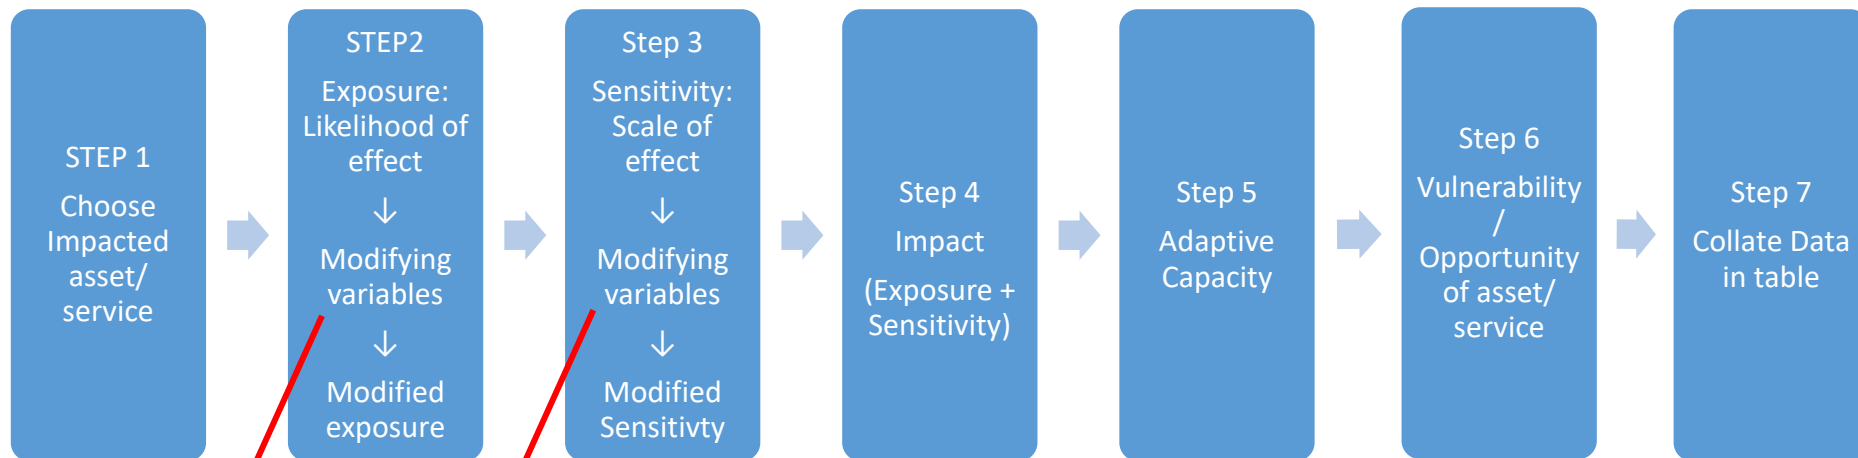 STEP 1
Choose
Impacted
asset/
service
STEP2
Exposure:
Likelihood of
effect
↓
Modifying
variables
↓
Modified
exposure
Step 3
Sensitivity:
Scale of
effect
↓
Modifying
variables
↓
Modified
Sensitivty
Step 4
Impact
(Exposure +
Sensitivity)
Step 5
Adaptive
Capacity
Step 6
Vulnerability
/
Opportunity
of asset/
service
Step 7
Collate Data
in table